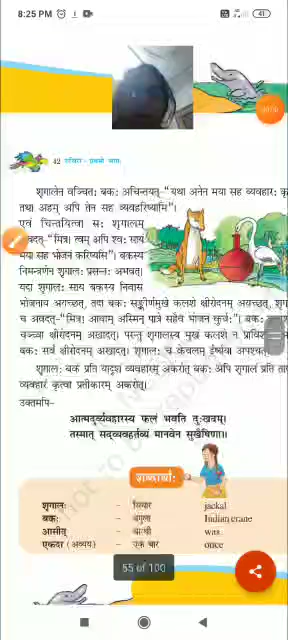 8:25 PM
41
42 रुचिरा - प्रथमो भागः
शृगालेन वञ्चितः बकः अचिन्तयत्- "यथा अनेन मया सह व्यवहारः कृ
तथा अहम् अपि तेन सह व्यवहरिष्यामि"।
एवं चिन्तयित्वा सः शृगालम्
वदत्- "मित्र! त्वम् अपि श्वः सायं
मया सह भोजनं करिष्यसि"। बकस्य
निमन्त्रणेन शृगालः प्रसन्नः अभवत्।
यदा शृगालः सायं बकस्य निवासं
भोजनाय अगच्छत्, तदा बकः सङ्कीर्णमुखे कलशे क्षीरोदनम् अयच्छत्, शृग
च अवदत्- "मित्र! आवाम् अस्मिन् पात्रे सहैव भोजनं कुर्वः"। बकः
चञ्च्वा क्षीरोदनम् अखादत्। परन्तु शृगालस्य मुखं कलशे न प्राविश
बकः सर्वं क्षीरोदनम् अखादत्। शृगालः च केवलम् ईर्ष्यया अपश्यत्
शृगालः बकं प्रति यादृशं व्यवहारम् अकरोत् बकः अपि शृगालं प्रति ता
व्यवहारं कृत्वा प्रतीकारम् अकरोत्।
उक्तमपि-
आत्मदुर्व्यवहारस्य फलं भवति दुःखदम्।
तस्मात् सद्व्यवहर्तव्यं मानवेन सुखैषिणा॥
शब्दार्थाः
शृगालः - सियार jackal
बकः - बगुला Indian crane
आसीत् - था/थी was
एकदा (अव्यय) - एक बार once
55 of 100